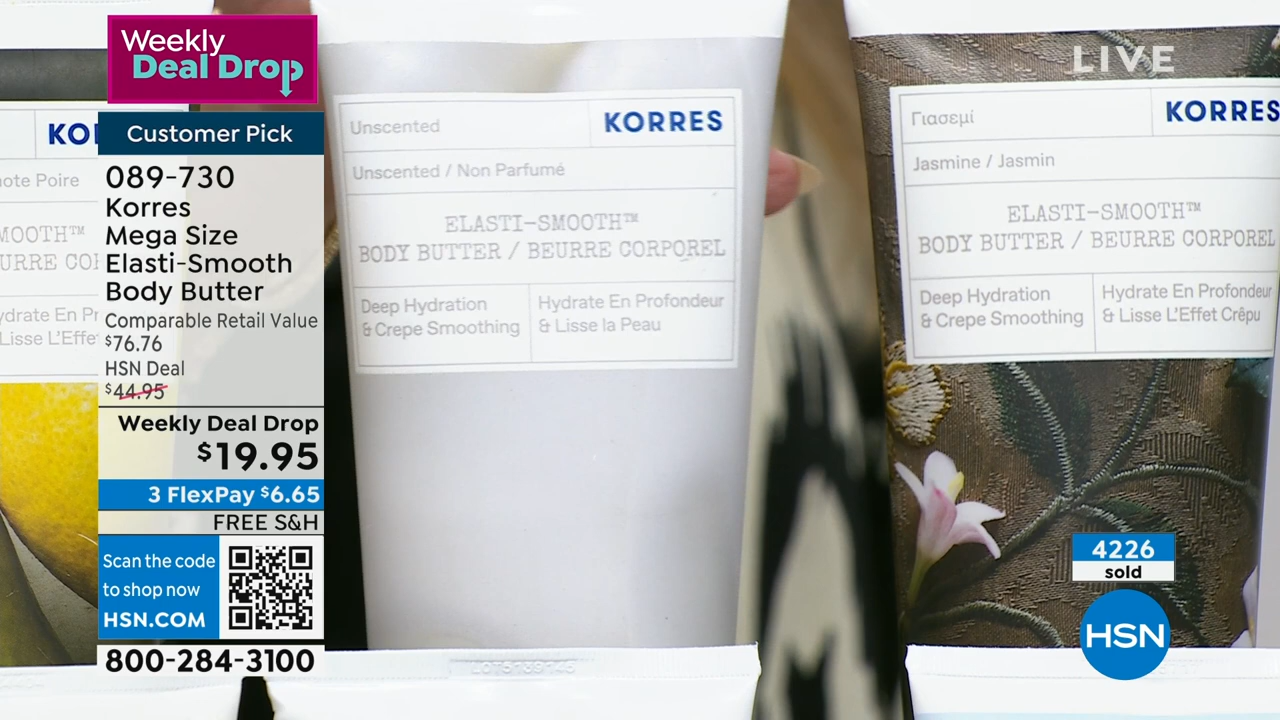 Weekly
Deal Drop
Customer Pick
089-730
Korres
Mega Size
Elasti-Smooth
Body Butter
Comparable Retail Value
$76.76
HSN Deal
$44.95
Weekly Deal Drop
$19.95
3 FlexPay $6.65
FREE S&H
Scan the code
to shop now
HSN.COM
800-284-3100
KOR
ote Poire
MOOTH™
URRE COR
ydrate En Pr
Lisse L'Effe
Unscented
KORRES
Unscented / Non Parfumé
ELASTI-SMOOTH™
BODY BUTTER / BEURRE CORPOREL
Deep Hydration
& Crepe Smoothing
Hydrate En Profondeur
& Lisse la Peau
LIVE
Γιασεμί
KORRES
Jasmine / Jasmin
ELASTI-SMOOTH™
BODY BUTTER / BEURRE CORPOREL
Deep Hydration
& Crepe Smoothing
Hydrate En Profondeur
& Lisse L'Effet Crêpu
4226
sold
HSN